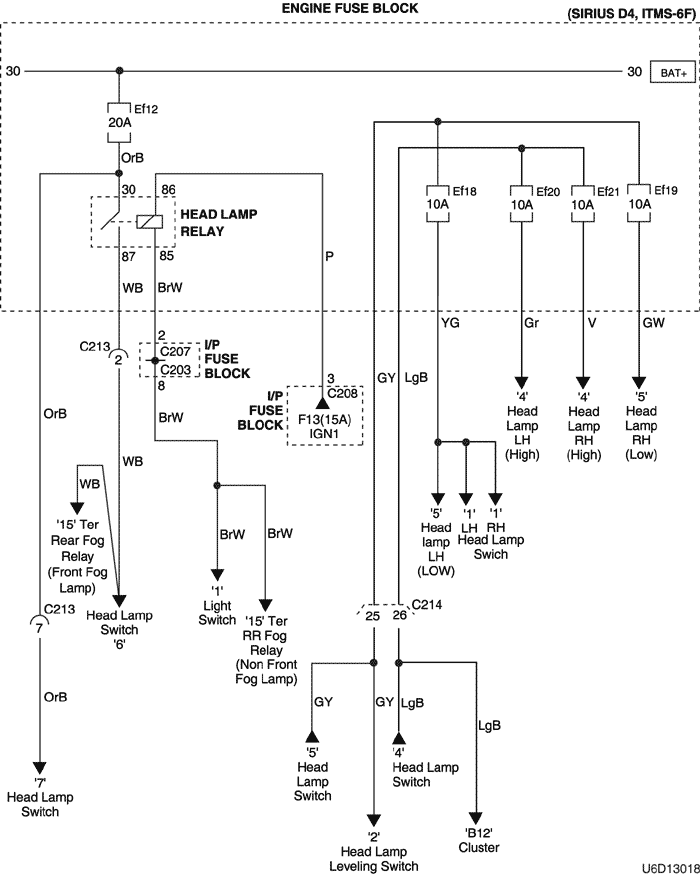 ENGINE FUSE BLOCK
(SIRIUS D4, ITMS-6F)
30
30
BAT+
Ef12
20A
OrB
30
86
HEAD LAMP
RELAY
87
85
WB
BrW
P
Ef18
10A
Ef20
10A
Ef21
10A
Ef19
10A
YG
Gr
V
GW
C213
2
2
C207
C203
8
I/P
FUSE
BLOCK
3
C208
I/P
FUSE
BLOCK
F13(15A)
IGN1
GY
LgB
'4'
Head
Lamp
LH
(High)
'4'
Head
Lamp
RH
(High)
'5'
Head
Lamp
RH
(Low)
OrB
BrW
WB
WB
'15' Ter
Rear Fog
Relay
(Front Fog
Lamp)
BrW
BrW
'5'
Head
lamp
LH
(LOW)
'1'
LH
'1'
RH
Head Lamp
Swich
Head Lamp
Switch
'6'
C213
7
'1'
Light
Switch
'15' Ter
RR Fog
Relay
(Non Front
Fog Lamp)
25
26
C214
OrB
GY
GY
LgB
LgB
'7'
Head Lamp
Switch
'5'
Head
Lamp
Switch
'4'
Head Lamp
Switch
'2'
Head Lamp
Leveling Switch
'B12'
Cluster
U6D13018